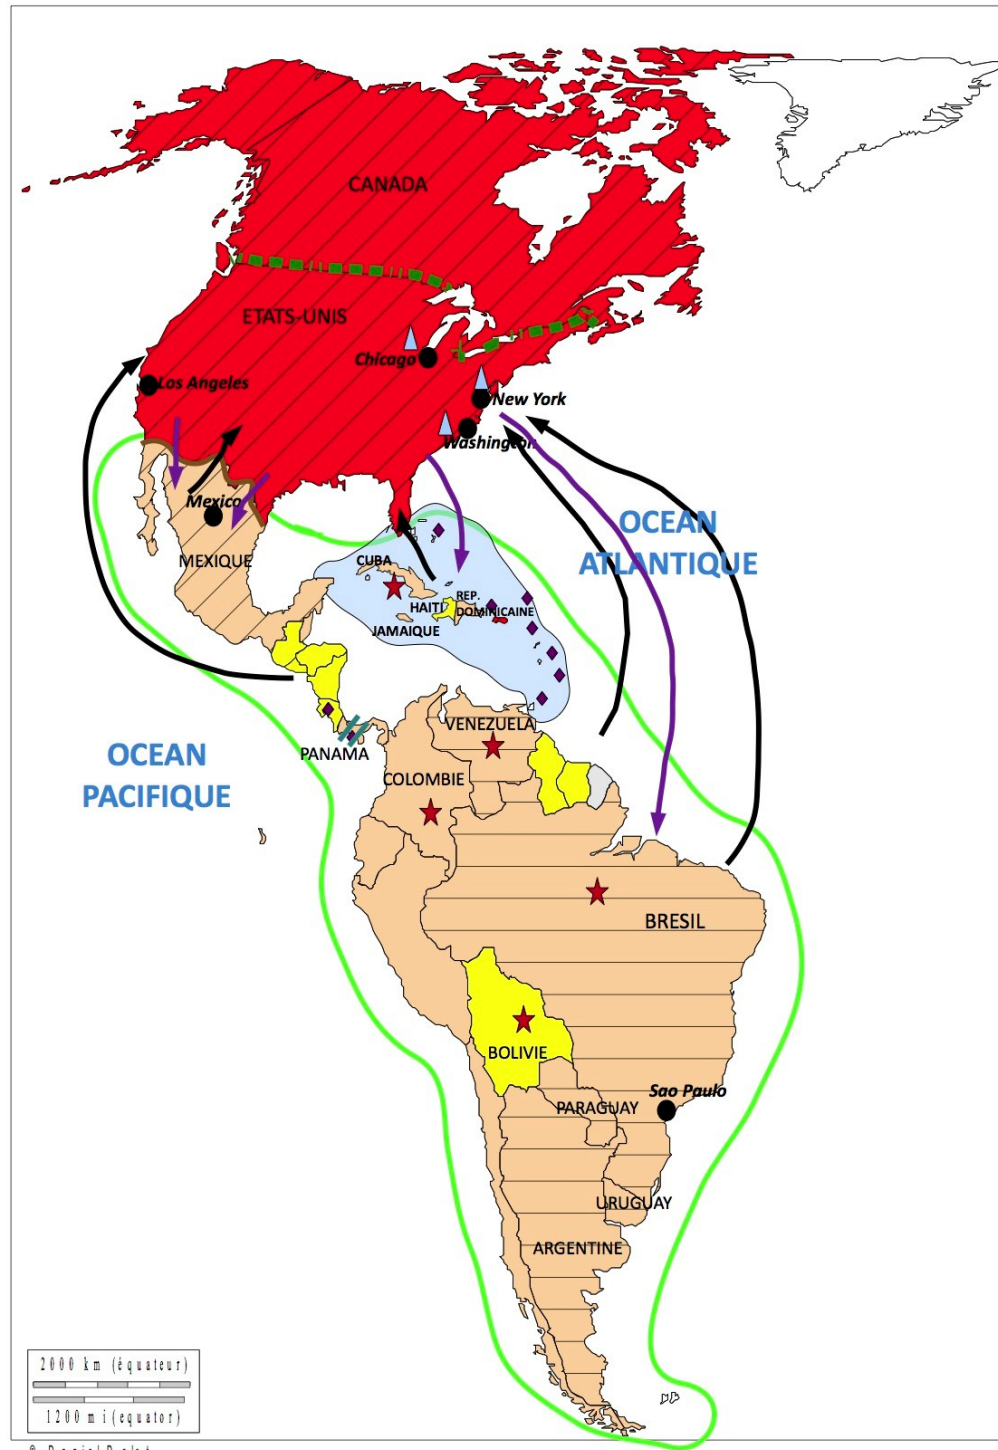 CANADA
ETATS-UNIS
Chicago
Los Angeles
New York
Washington
Mexico
OCEAN
ATLANTIQUE
MEXIQUE
CUBA
HAITI
REP.
DOMINICAINE
JAMAIQUE
VENEZUELA
PANAMA
OCEAN
PACIFIQUE
COLOMBIE
BRESIL
BOLIVIE
Sao Paulo
PARAGUAY
URUGUAY
ARGENTINE
2000 km (équateur)
1200 mi (equator)